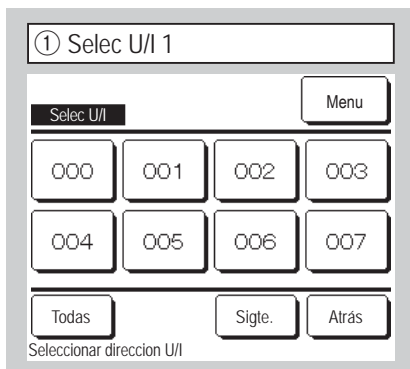 ① Selec U/I 1
Menu
Selec U/I
000 001 002 003
004 005 006 007
Todas Sigte. Atrás
Seleccionar direccion U/I